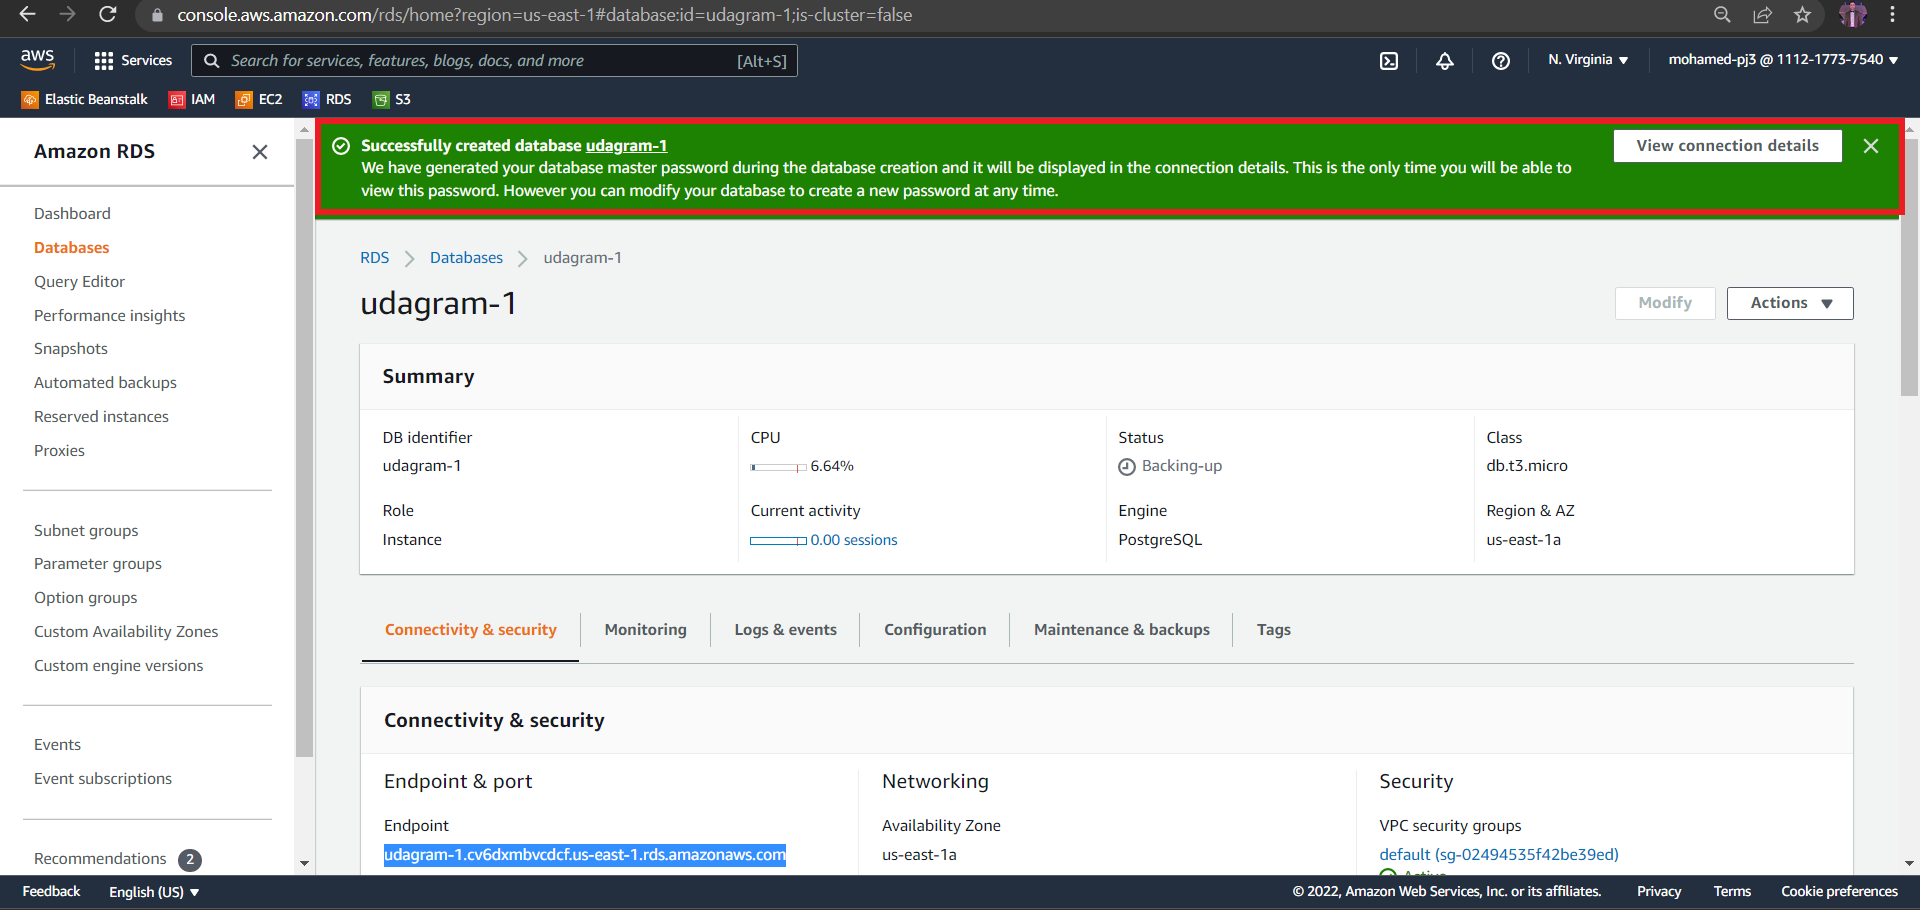 console.aws.amazon.com/rds/home?region=us-east-1#database:id=udagram-1;is-cluster=false
aws
Services
Search for services, features, blogs, docs, and more
[Alt+S]
N. Virginia
mohamed-pj3 @ 1112-1773-7540
Elastic Beanstalk
IAM
EC2
RDS
S3
Amazon RDS
Dashboard
Databases
Query Editor
Performance insights
Snapshots
Automated backups
Reserved instances
Proxies
Subnet groups
Parameter groups
Option groups
Custom Availability Zones
Custom engine versions
Events
Event subscriptions
Recommendations 2
Successfully created database udagram-1
We have generated your database master password during the database creation and it will be displayed in the connection details. This is the only time you will be able to
view this password. However you can modify your database to create a new password at any time.
View connection details
RDS
Databases
udagram-1
udagram-1
Modify
Actions
Summary
DB identifier
udagram-1
CPU
6.64%
Status
Backing-up
Class
db.t3.micro
Role
Instance
Current activity
0.00 sessions
Engine
PostgreSQL
Region & AZ
us-east-1a
Connectivity & security
Monitoring
Logs & events
Configuration
Maintenance & backups
Tags
Connectivity & security
Endpoint & port
Endpoint
udagram-1.cv6dxmbvcdcf.us-east-1.rds.amazonaws.com
Networking
Availability Zone
us-east-1a
Security
VPC security groups
default (sg-02494535f42be39ed)
Feedback
English (US)
© 2022, Amazon Web Services, Inc. or its affiliates.
Privacy
Terms
Cookie preferences